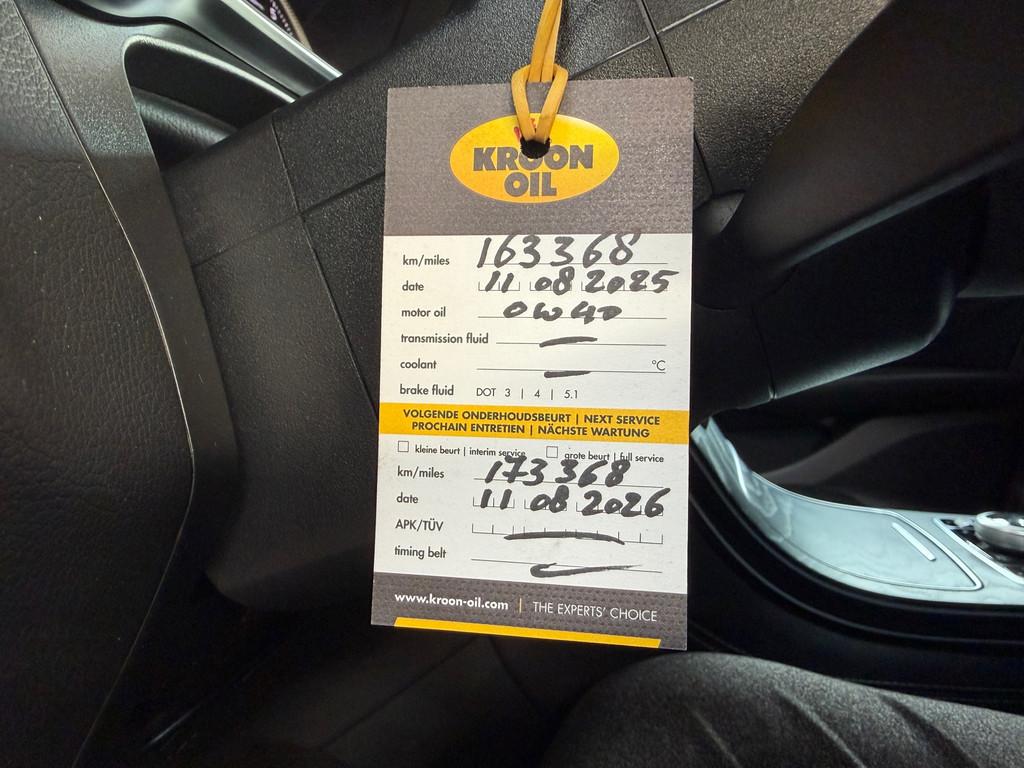 KROON
OIL
km/miles 163368
date 11 08 2025
motor oil 0W40
transmission fluid —
coolant — °C
brake fluid DOT 3 | 4 | 5.1
VOLGENDE ONDERHOUDSBEURT | NEXT SERVICE
PROCHAIN ENTRETIEN | NÄCHSTE WARTUNG
kleine beurt | interim service grote beurt | full service
km/miles 173368
date 11 08 2026
APK/TÜV —
timing belt —
www.kroon-oil.com | THE EXPERTS' CHOICE